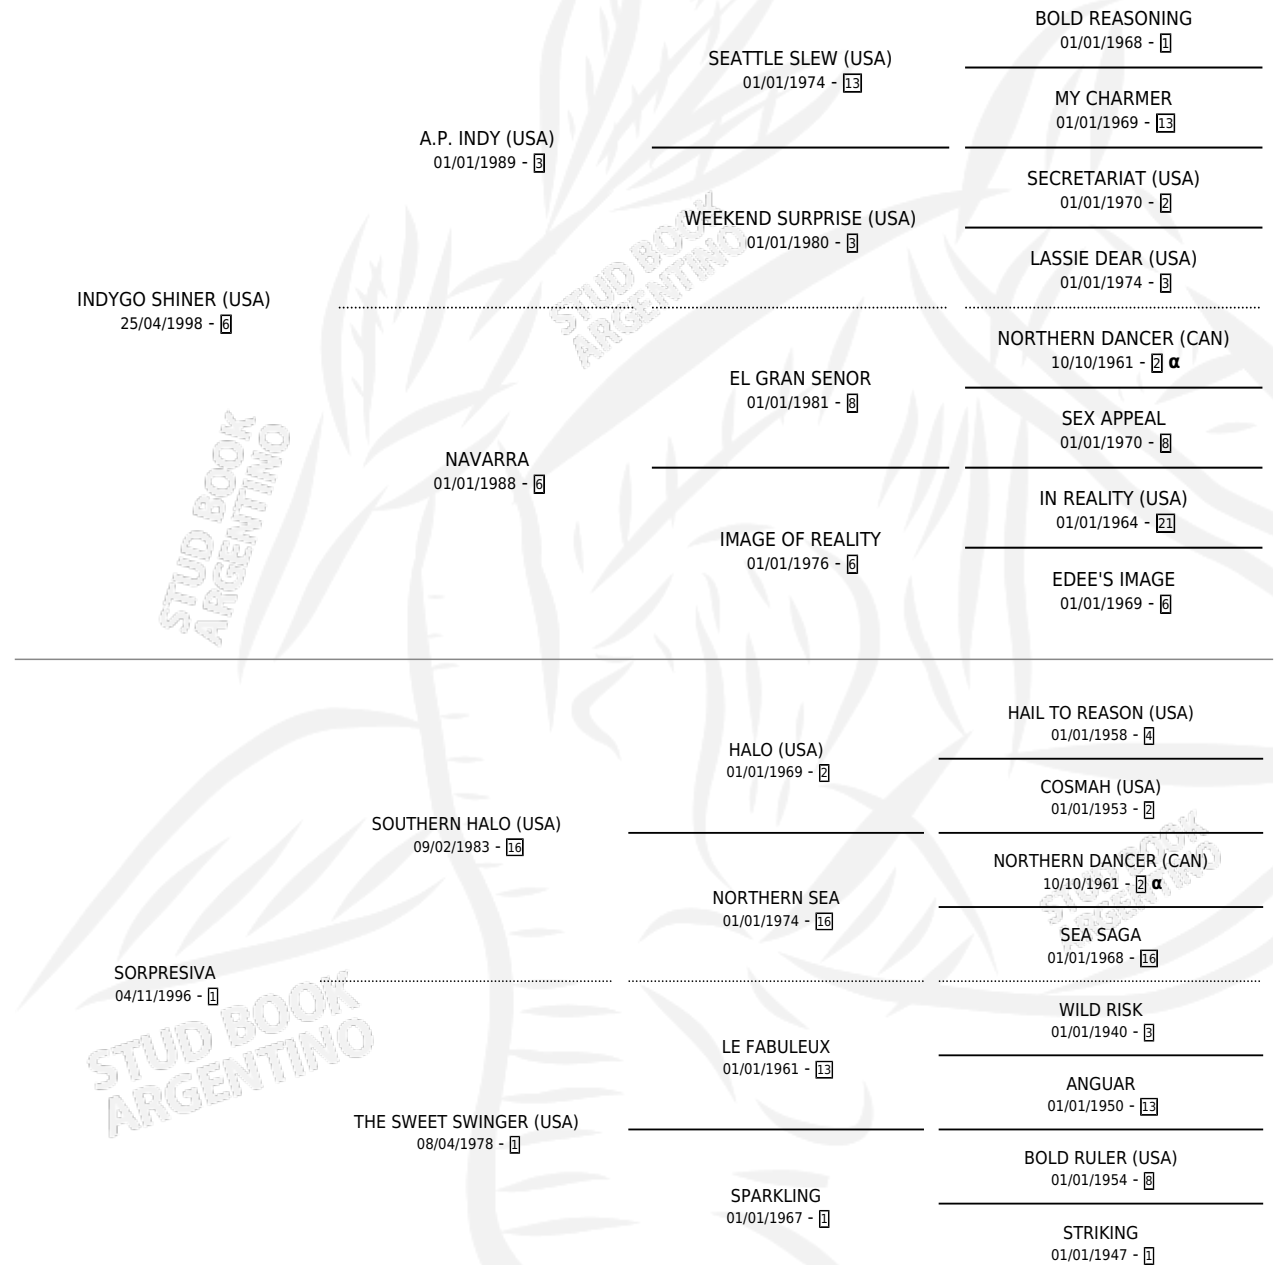 BOLD REASONING
01/01/1968 - 1
SEATTLE SLEW (USA)
01/01/1974 - 13
MY CHARMER
01/01/1969 - 13
A.P. INDY (USA)
01/01/1989 - 3
SECRETARIAT (USA)
01/01/1970 - 2
WEEKEND SURPRISE (USA)
01/01/1980 - 3
LASSIE DEAR (USA)
01/01/1974 - 3
INDYGO SHINER (USA)
25/04/1998 - 6
NORTHERN DANCER (CAN)
10/10/1961 - 2 α
EL GRAN SENOR
01/01/1981 - 8
SEX APPEAL
01/01/1970 - 8
NAVARRA
01/01/1988 - 6
IN REALITY (USA)
01/01/1964 - 21
IMAGE OF REALITY
01/01/1976 - 6
EDEE'S IMAGE
01/01/1969 - 6
HAIL TO REASON (USA)
01/01/1958 - 4
HALO (USA)
01/01/1969 - 2
COSMAH (USA)
01/01/1953 - 2
SOUTHERN HALO (USA)
09/02/1983 - 16
NORTHERN DANCER (CAN)
10/10/1961 - 2 α
NORTHERN SEA
01/01/1974 - 16
SEA SAGA
01/01/1968 - 16
SORPRESIVA
04/11/1996 - 1
WILD RISK
01/01/1940 - 3
LE FABULEUX
01/01/1961 - 13
ANGUAR
01/01/1950 - 13
THE SWEET SWINGER (USA)
08/04/1978 - 1
BOLD RULER (USA)
01/01/1954 - 8
SPARKLING
01/01/1967 - 1
STRIKING
01/01/1947 - 1
STUD BOOK
ARGENTINO
STUD BOOK
ARGENTINO
STUD BOOK
ARGENTINO
STUD BOOK
ARGENTINO